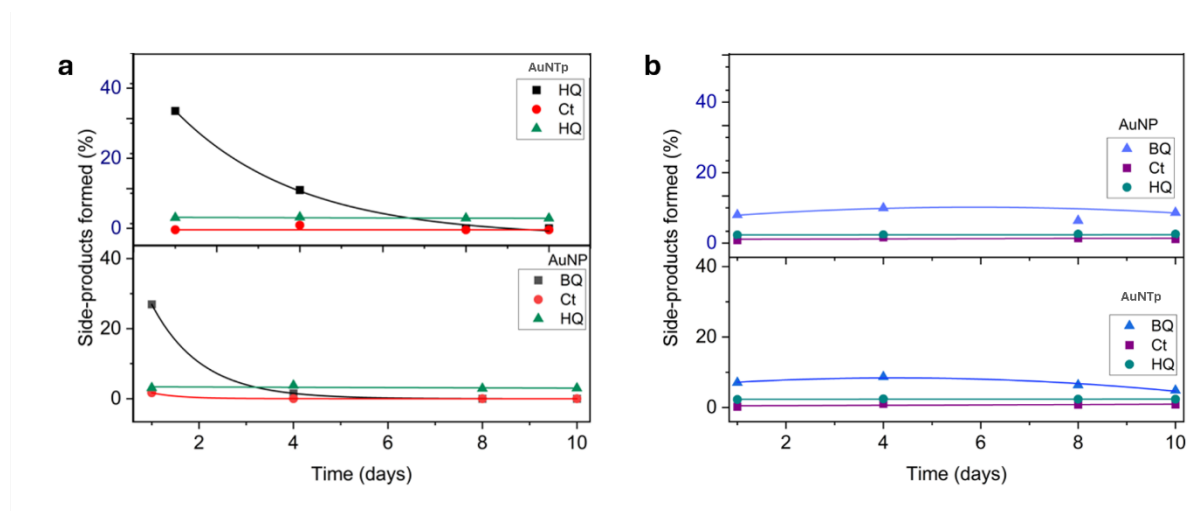 a
AuNTp
HQ
Ct
HQ
40
20
0
AuNP
BQ
Ct
HQ
40
20
0
Side-products formed (%)
2
4
6
8
10
Time (days)
b
AuNP
BQ
Ct
HQ
40
20
0
AuNTp
BQ
Ct
HQ
40
20
0
Side-products formed (%)
2
4
6
8
10
Time (days)